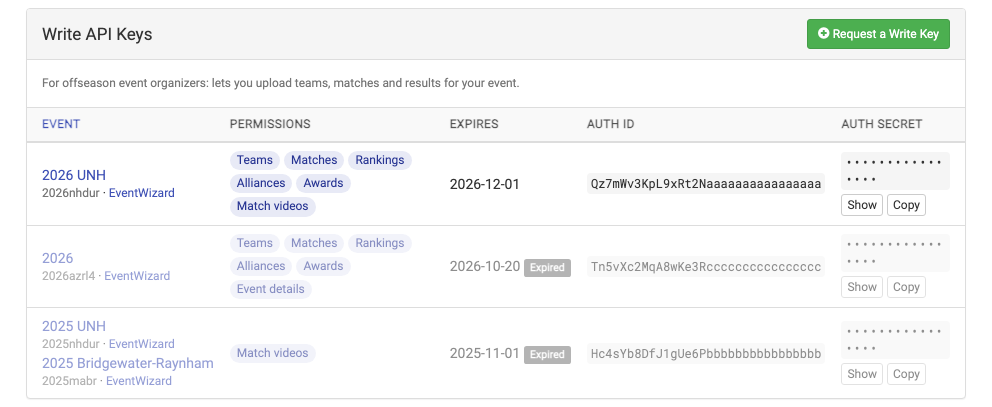 Write API Keys
Request a Write Key
For offseason event organizers: lets you upload teams, matches and results for your event.
EVENT PERMISSIONS EXPIRES AUTH ID AUTH SECRET
2026 UNH
2026nhdur · EventWizard
Teams Matches Rankings
Alliances Awards
Match videos
2026-12-01
Qz7mWv3KpL9xRt2Naaaaaaaaaaaaaaaa
•••••••••••••
••••
Show Copy
2026
2026azrl4 · EventWizard
Teams Matches Rankings
Alliances Awards
Event details
2026-10-20 Expired
Tn5vXc2MqA8wKe3Rcccccccccccccccc
•••••••••••••
••••
Show Copy
2025 UNH
2025nhdur · EventWizard
2025 Bridgewater-Raynham
2025mabr · EventWizard
Match videos
2025-11-01 Expired
Hc4sYb8DfJ1gUe6Pbbbbbbbbbbbbbbbb
•••••••••••••
••••
Show Copy